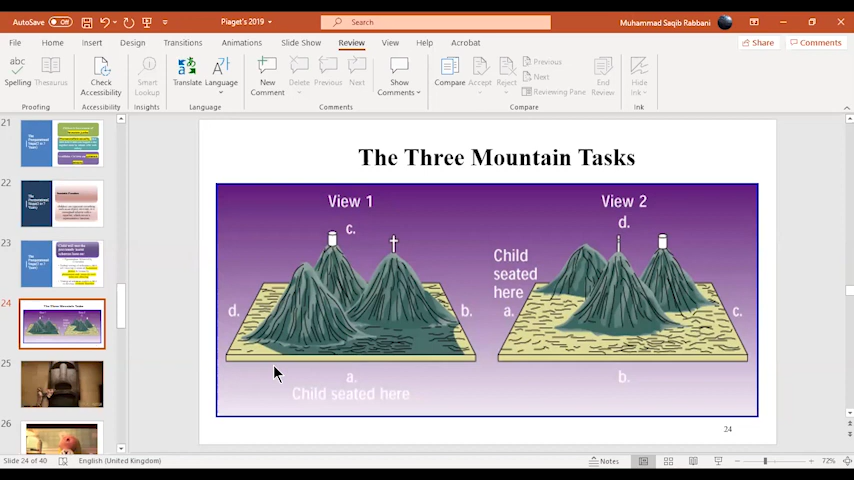 AutoSave Off
Piaget's 2019
Search
Muhammad Saqib Rabbani
File Home Insert Design Transitions Animations Slide Show Review View Help Acrobat
Share Comments
Spelling Thesaurus
Check Accessibility
Smart Lookup
Translate Language
New Comment
Delete Previous Next
Show Comments
Compare Accept Reject
Previous
Next
Reviewing Pane
End Review
Hide Ink
Proofing Accessibility Insights Language Comments Compare Ink
21
22
23
24
25
26
The Three Mountain Tasks
View 1
c.
d.
b.
a.
Child seated here
View 2
d.
Child
seated
here
a.
c.
b.
24
Slide 24 of 40
English (United Kingdom)
Notes
72%